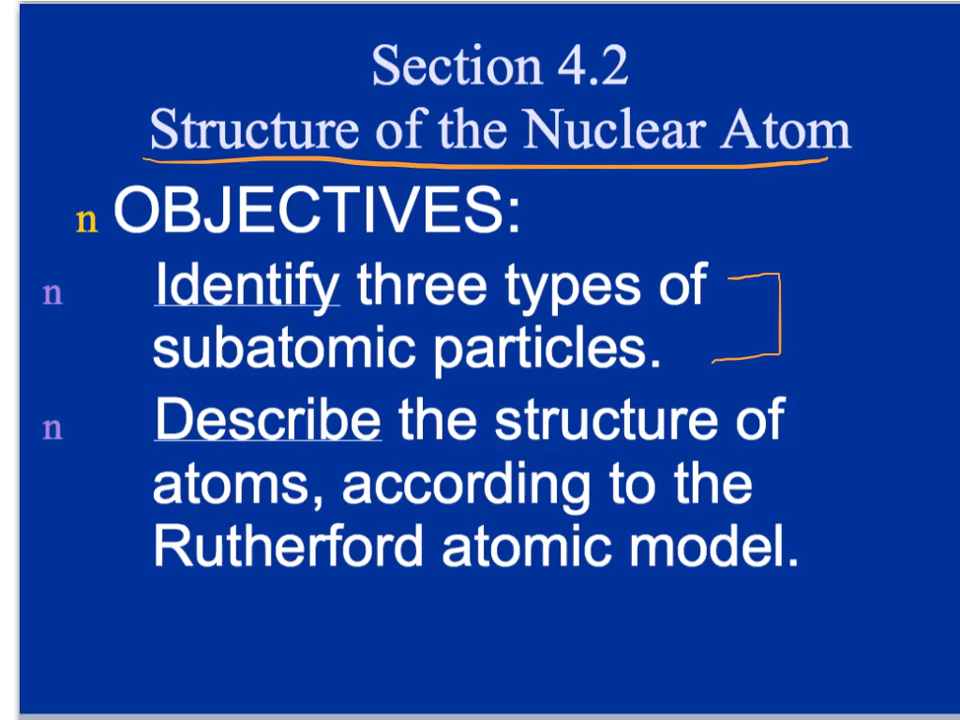 Section 4.2
Structure of the Nuclear Atom
n OBJECTIVES:
n Identify three types of
subatomic particles.
n Describe the structure of
atoms, according to the
Rutherford atomic model.